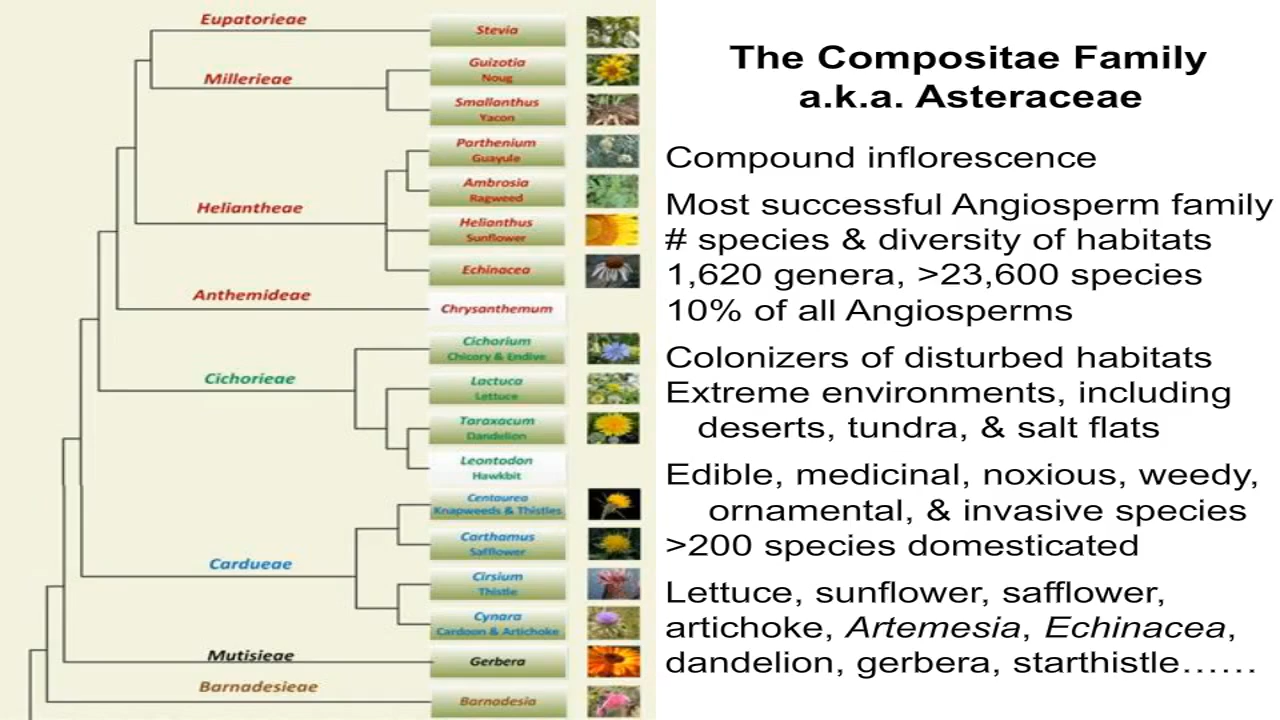 Eupatorieae
Stevia
Millerieae
Guizotia
Noug
Smallanthus
Yacon
Parthenium
Guayule
Ambrosia
Ragweed
Heliantheae
Helianthus
Sunflower
Echinacea
Anthemideae
Chrysanthemum
Cichorium
Chicory & Endive
Cichorieae
Lactuca
Lettuce
Taraxacum
Dandelion
Leontodon
Hawkbit
Centaurea
Knapweeds & Thistles
Carthamus
Safflower
Cardueae
Cirsium
Thistle
Cynara
Cardoon & Artichoke
Mutisieae
Gerbera
Barnadesieae
Barnadesia
The Compositae Family
a.k.a. Asteraceae
Compound inflorescence
Most successful Angiosperm family
# species & diversity of habitats
1,620 genera, >23,600 species
10% of all Angiosperms
Colonizers of disturbed habitats
Extreme environments, including
deserts, tundra, & salt flats
Edible, medicinal, noxious, weedy,
ornamental, & invasive species
>200 species domesticated
Lettuce, sunflower, safflower,
artichoke, Artemesia, Echinacea,
dandelion, gerbera, starthistle……